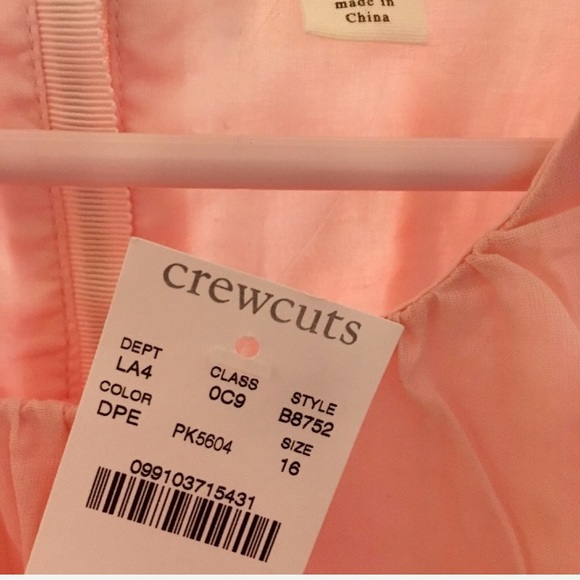 made in
China
crewcuts
DEPT CLASS STYLE
LA4 0C9 B8752
COLOR SIZE
DPE PK5604 16
099103715431